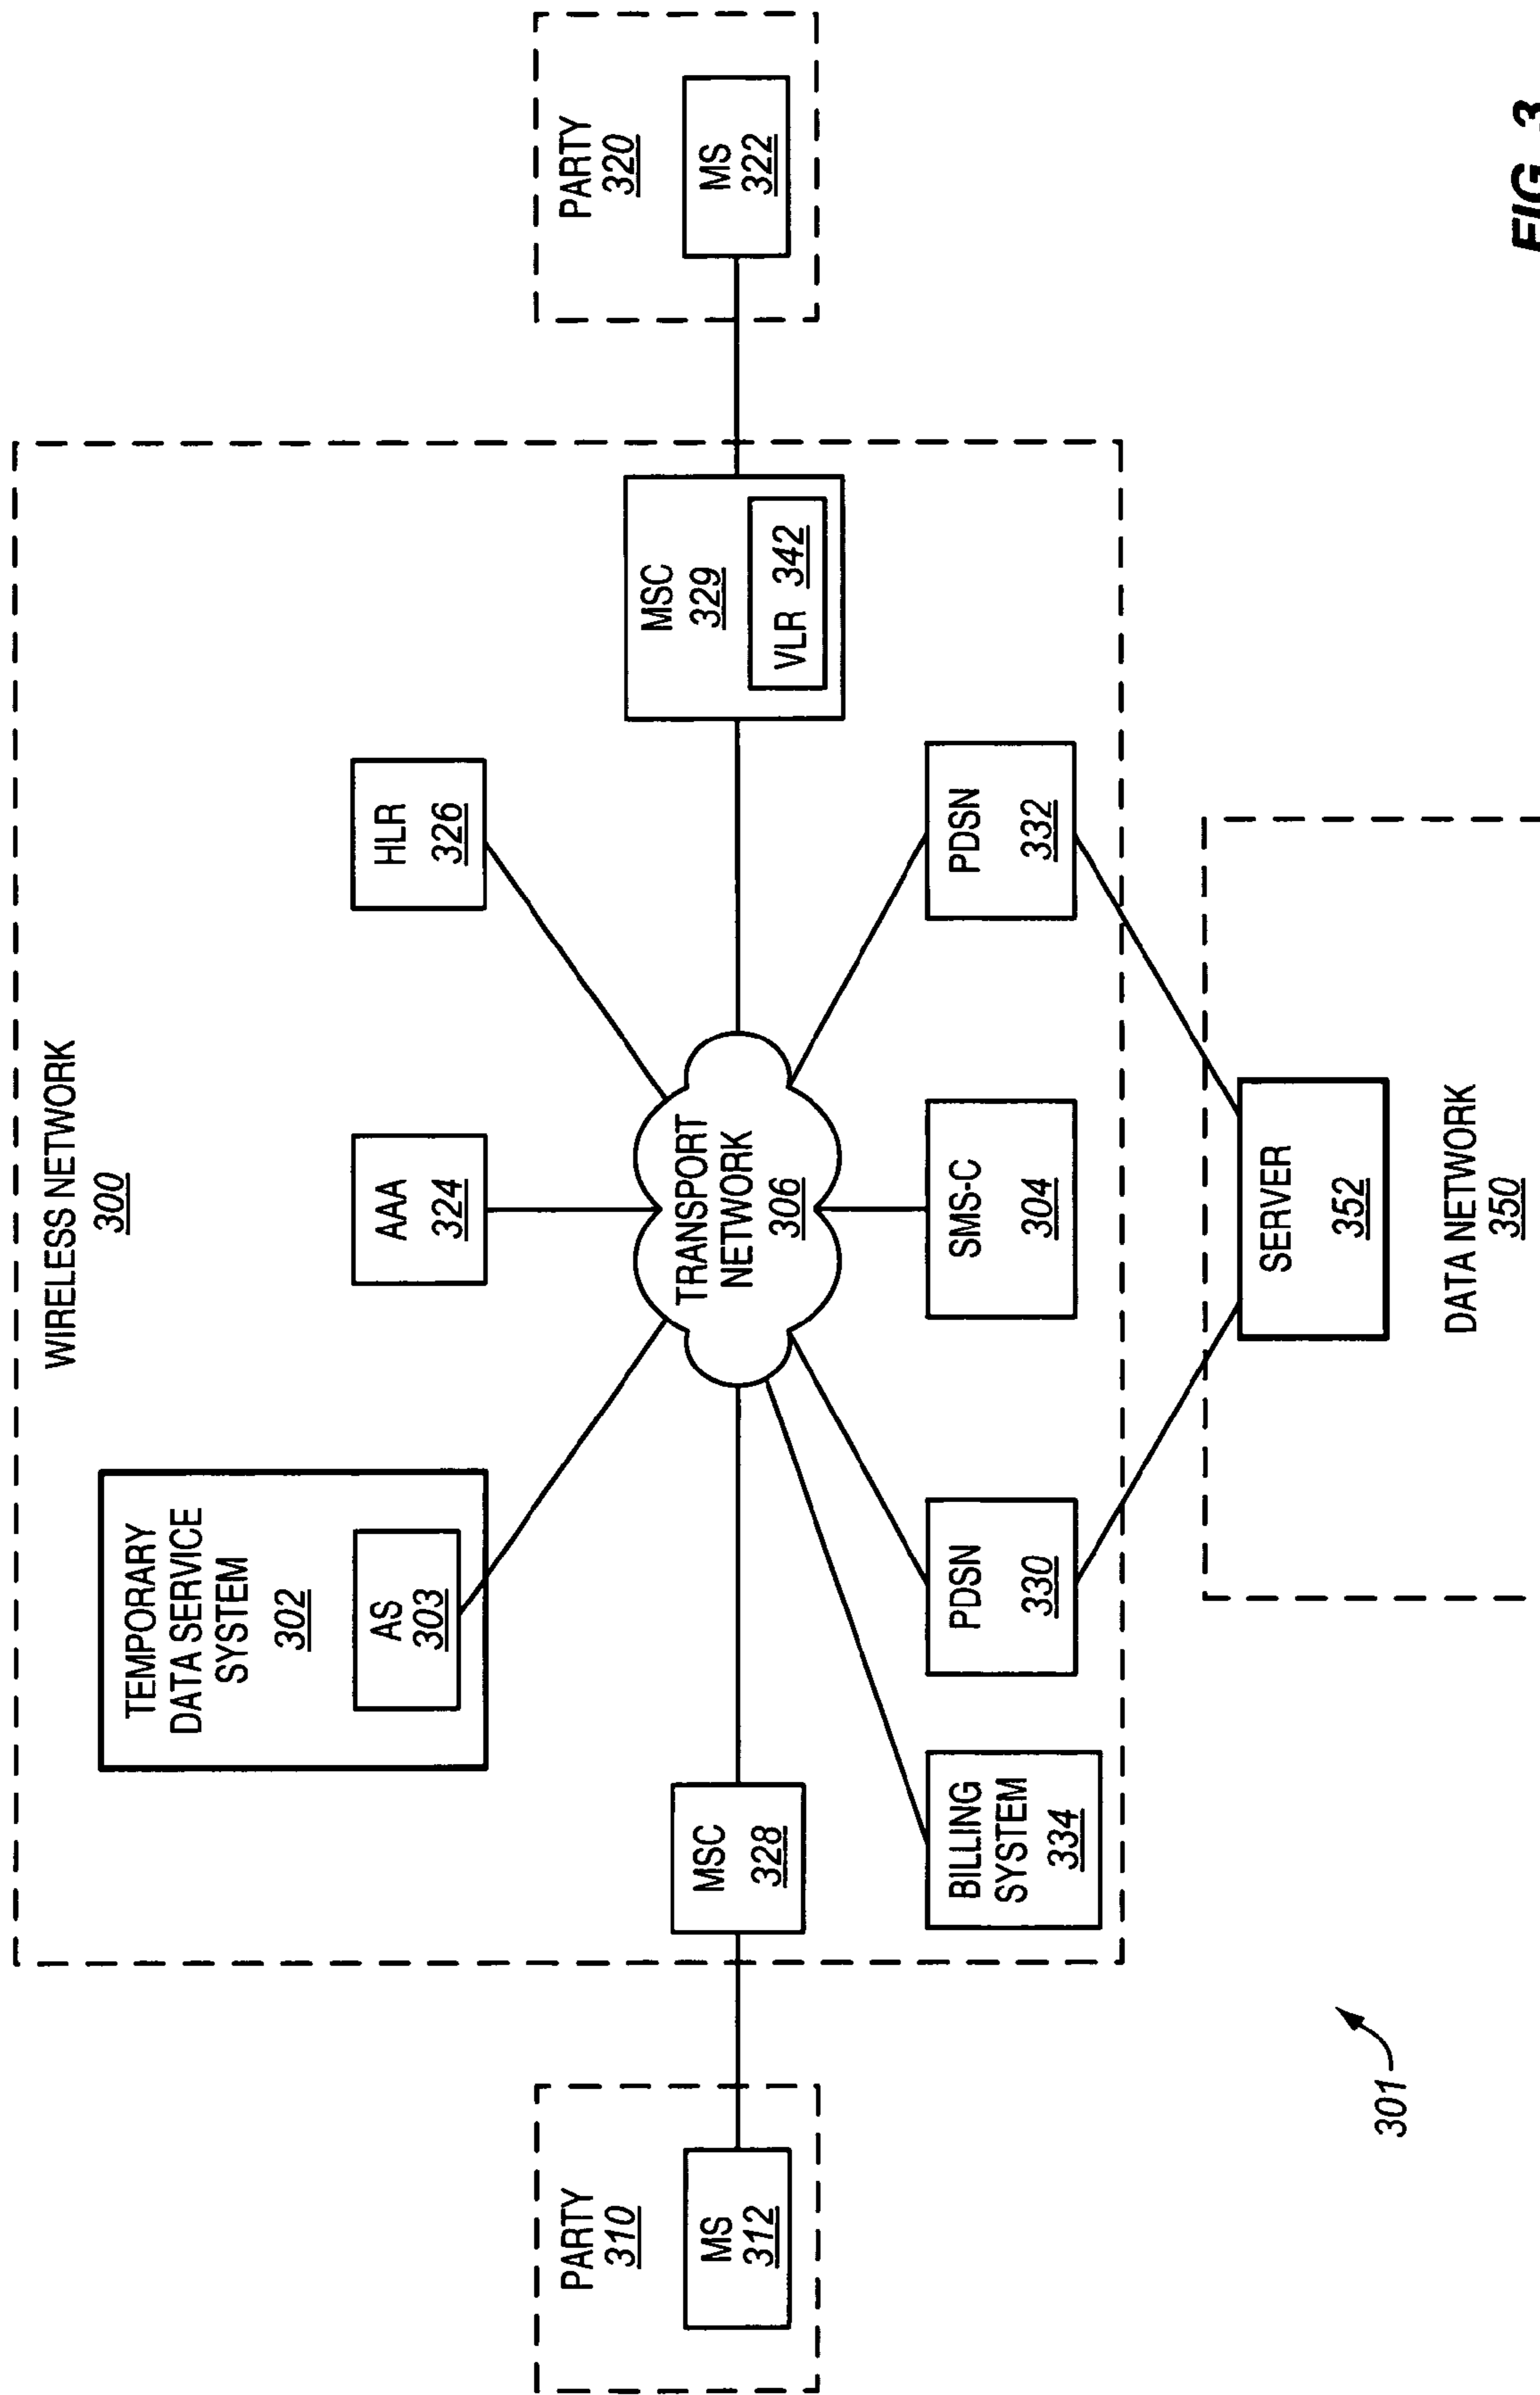 WIRELESS NETWORK
300
TEMPORARY
DATA SERVICE
SYSTEM
302
AS
303
AAA
324
HLR
326
PARTY
310
MS
312
MSC
328
TRANSPORT
NETWORK
306
MSC
329
VLR 342
PARTY
320
MS
322
BILLING
SYSTEM
334
PDSN
330
SMS-C
304
PDSN
332
SERVER
352
DATA NETWORK
350
301
FIG. 3